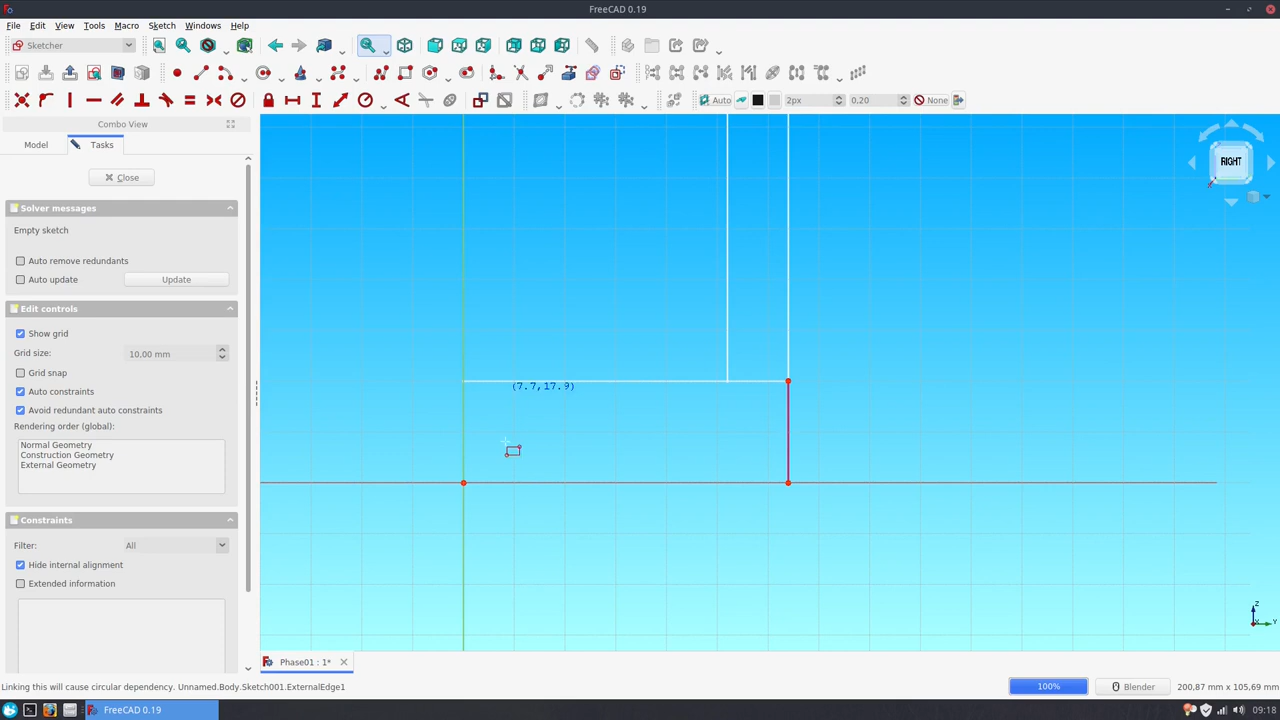 FreeCAD 0.19
File Edit View Tools Macro Sketch Windows Help
Sketcher
Auto 2px 0.20 None
Combo View
Model Tasks
Close
Solver messages
Empty sketch
Auto remove redundants
Auto update Update
Edit controls
Show grid
Grid size: 10,00 mm
Grid snap
Auto constraints
Avoid redundant auto constraints
Rendering order (global):
Normal Geometry
Construction Geometry
External Geometry
Constraints
Filter: All
Hide internal alignment
Extended information
RIGHT
(7.7,17.9)
Z
Y
Phase01 : 1*
Linking this will cause circular dependency. Unnamed.Body.Sketch001.ExternalEdge1
100% Blender 200,87 mm x 105,69 mm
FreeCAD 0.19 09:18